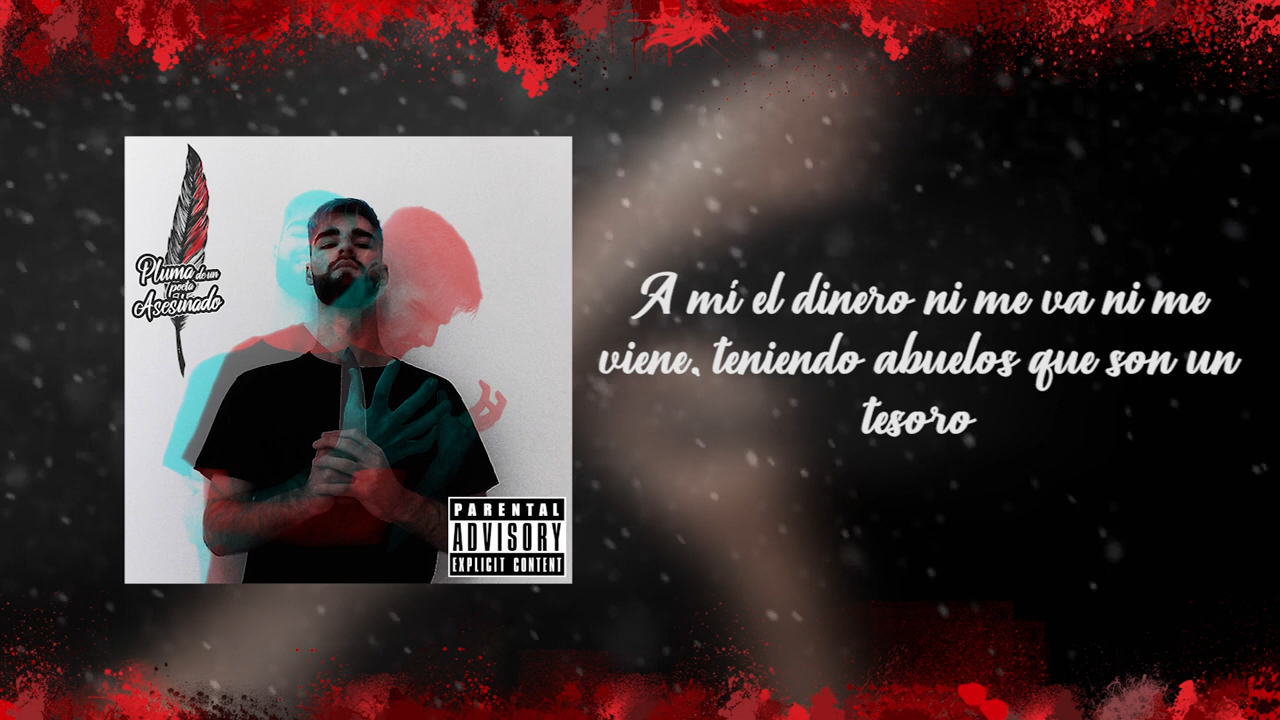 Pluma de un
poeta
Asesinado
PARENTAL
ADVISORY
EXPLICIT CONTENT
A mí el dinero ni me va ni me
viene, teniendo abuelos que son un
tesoro